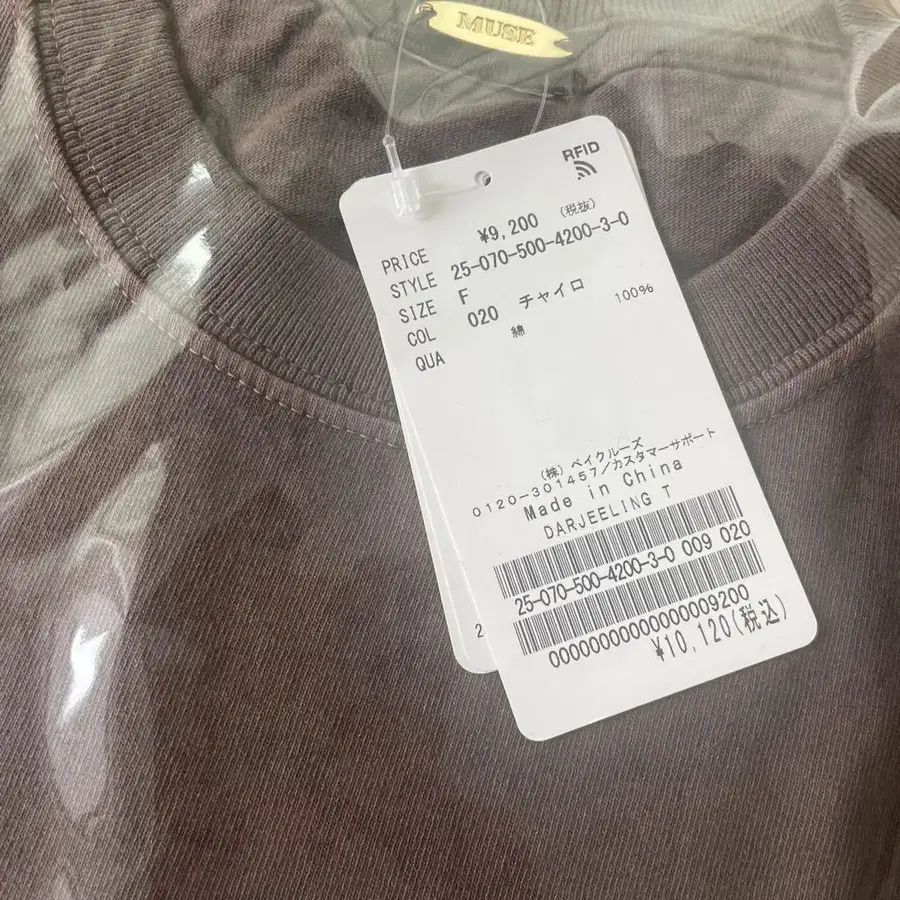 MUSE
RFID
PRICE ¥9,200 (税抜)
STYLE 25-070-500-4200-3-0
SIZE F
COL 020 チャイロ
QUA 綿 100%
(株) ベイクルーズ
0120-301457/カスタマーサポート
Made in China
DARJEELING T
25-070-500-4200-3-0 009 020
00000000000000009200
¥10,120(税込)
2